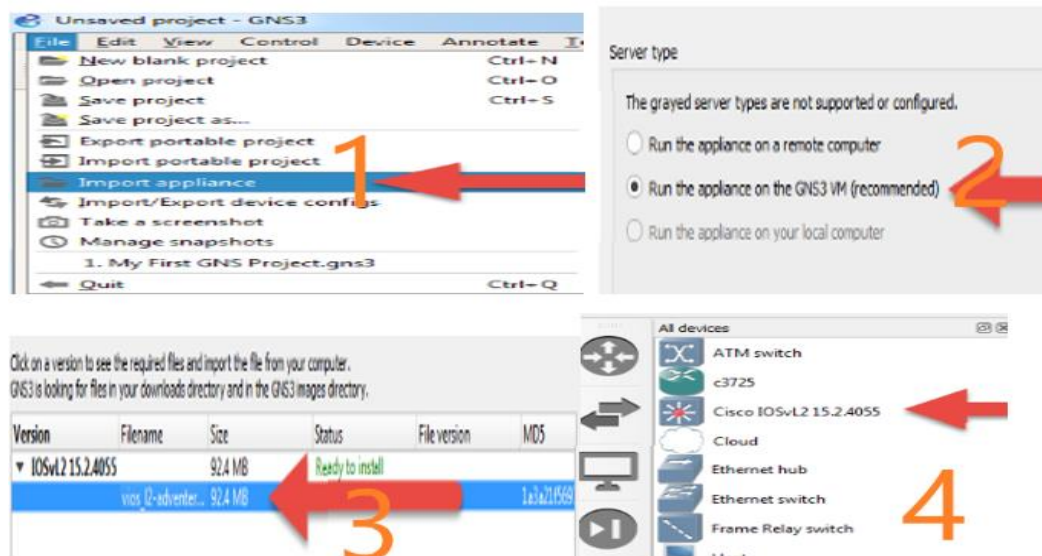 Unsaved project - GNS3
File Edit View Control Device Annotate
New blank project Ctrl+N
Open project Ctrl+O
Save project Ctrl+S
Save project as...
Export portable project
Import portable project
Import appliance
Import/Export device configs
Take a screenshot
Manage snapshots
1. My First GNS Project.gns3
Quit Ctrl+Q
1
Server type
The grayed server types are not supported or configured.
Run the appliance on a remote computer
Run the appliance on the GNS3 VM (recommended)
Run the appliance on your local computer
2
Click on a version to see the required files and import the file from your computer.
GNS3 is looking for files in your downloads directory and in the GNS3 images directory.
Version Filename Size Status File version MD5
IOSvL2 15.2.4055 92.4 MB Ready to install
vios_l2-adventer... 92.4 MB 1a3a21f569
3
All devices
ATM switch
c3725
Cisco IOSvL2 15.2.4055
Cloud
Ethernet hub
Ethernet switch
Frame Relay switch
4